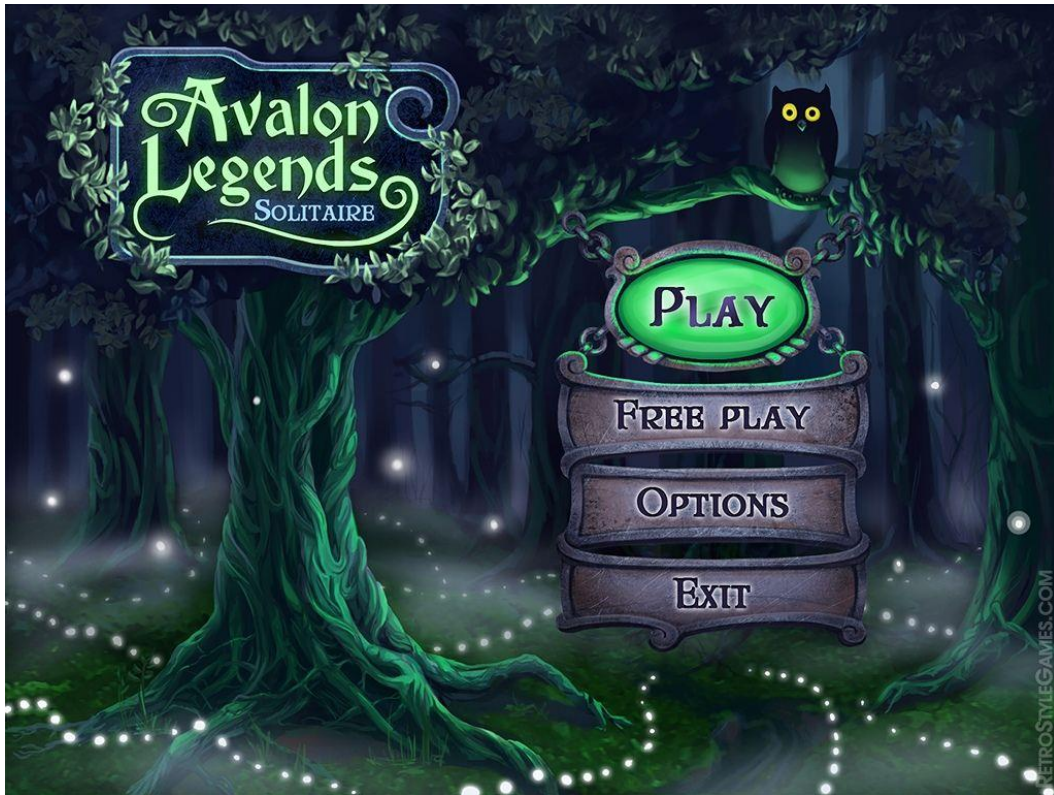 Avalon
Legends
SOLITAIRE
PLAY
FREE PLAY
OPTIONS
EXIT
RETROSTYLEGAMES.COM